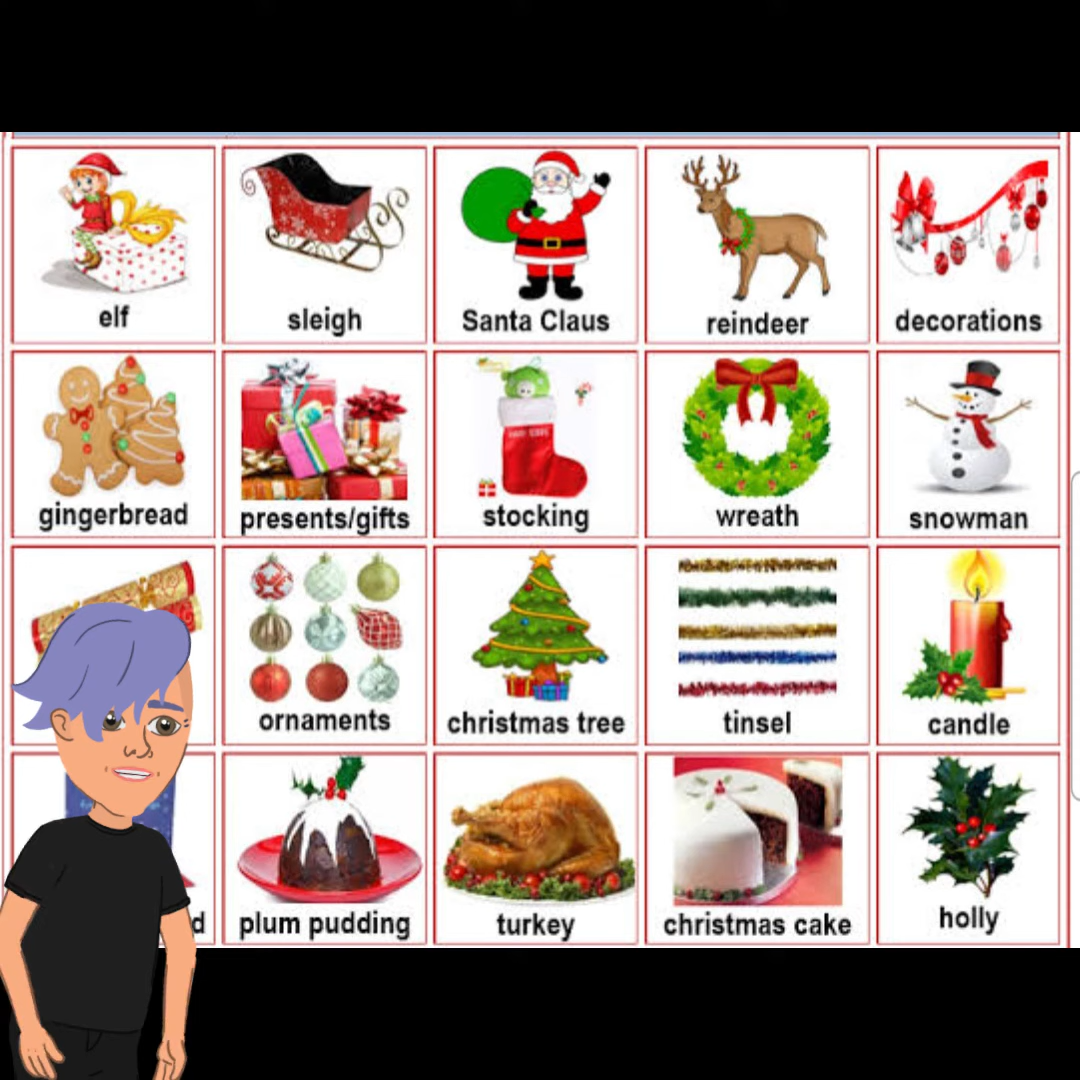 elf
sleigh
Santa Claus
reindeer
decorations
gingerbread
presents/gifts
stocking
wreath
snowman
ornaments
christmas tree
tinsel
candle
plum pudding
turkey
christmas cake
holly